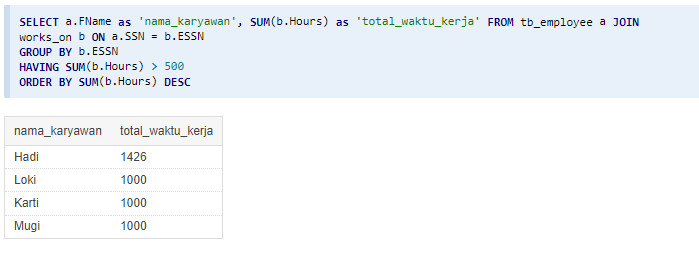 SELECT a.FName as 'nama_karyawan', SUM(b.Hours) as 'total_waktu_kerja' FROM tb_employee a JOIN
works_on b ON a.SSN = b.ESSN
GROUP BY b.ESSN
HAVING SUM(b.Hours) > 500
ORDER BY SUM(b.Hours) DESC
nama_karyawan total_waktu_kerja
Hadi 1426
Loki 1000
Karti 1000
Mugi 1000